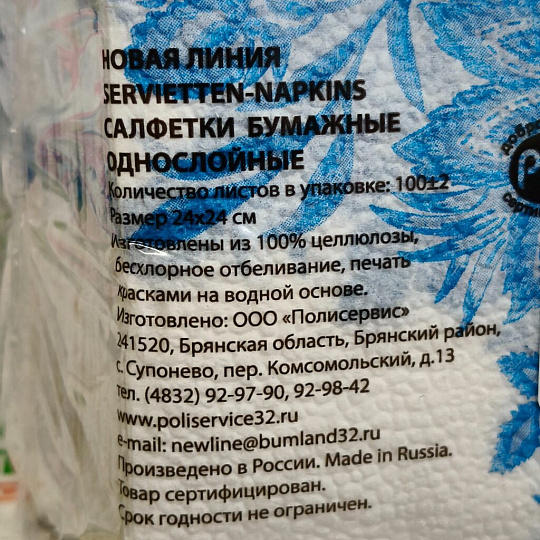 НОВАЯ ЛИНИЯ
SERVIETTEN-NAPKINS
САЛФЕТКИ БУМАЖНЫЕ
ОДНОСЛОЙНЫЕ
Количество листов в упаковке: 100±2
Размер 24х24 см
Изготовлены из 100% целлюлозы,
бесхлорное отбеливание, печать
красками на водной основе.
Изготовлено: ООО «Полисервис»
241520, Брянская область, Брянский район,
с. Супонево, пер. Комсомольский, д.13
тел. (4832) 92-97-90, 92-98-42
www.poliservice32.ru
e-mail: newline@bumland32.ru
Произведено в России. Made in Russia.
Товар сертифицирован.
Срок годности не ограничен.